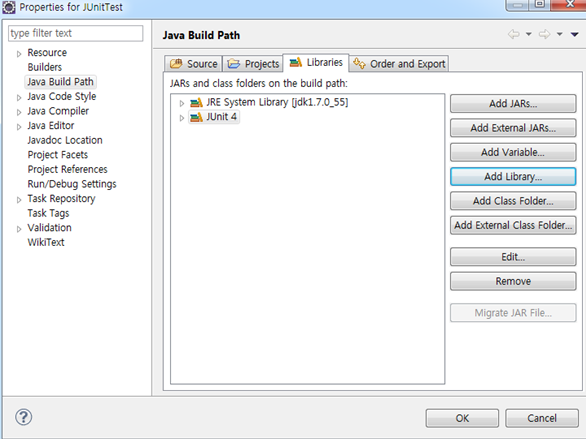 Properties for JUnitTest
type filter text
Resource
Builders
Java Build Path
Java Code Style
Java Compiler
Java Editor
Javadoc Location
Project Facets
Project References
Run/Debug Settings
Task Repository
Task Tags
Validation
WikiText
Java Build Path
Source Projects Libraries Order and Export
JARs and class folders on the build path:
JRE System Library [jdk1.7.0_55]
JUnit 4
Add JARs...
Add External JARs...
Add Variable...
Add Library...
Add Class Folder...
Add External Class Folder...
Edit...
Remove
Migrate JAR File...
?
OK Cancel